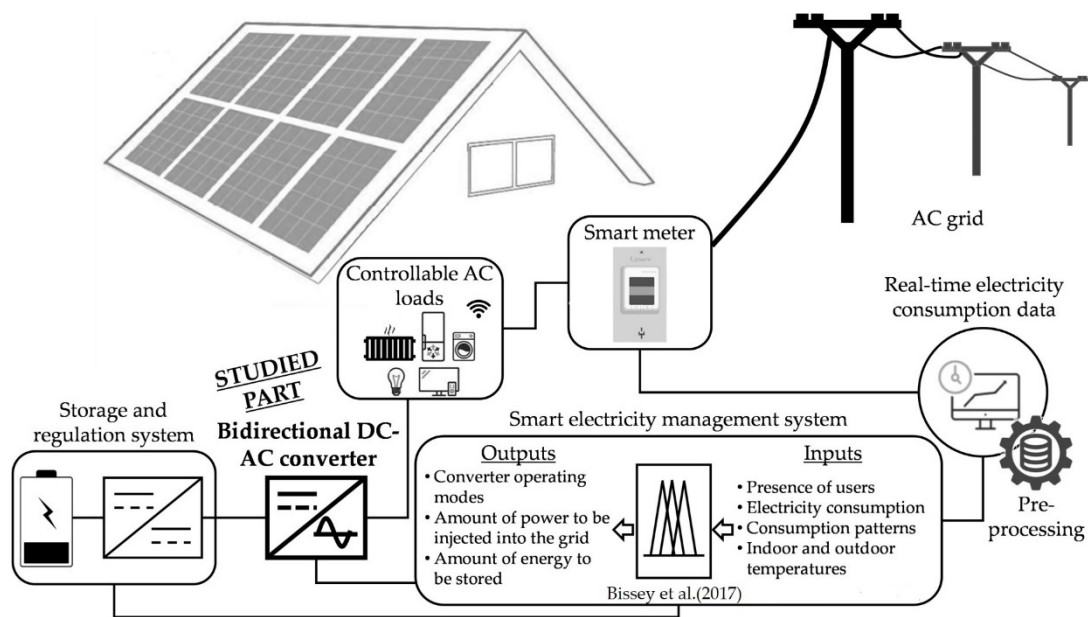 AC grid
Smart meter
Controllable AC
loads
Real-time electricity
consumption data
STUDIED
PART
Storage and
regulation system
Bidirectional DC-
AC converter
Smart electricity management system
Outputs
• Converter operating
modes
• Amount of power to be
injected into the grid
• Amount of energy to
be stored
Inputs
• Presence of users
• Electricity consumption
• Consumption patterns
• Indoor and outdoor
temperatures
Bissey et al.(2017)
Pre-
processing